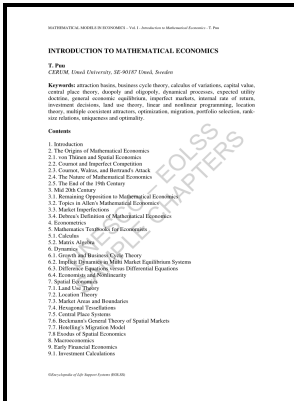 MATHEMATICAL MODELS IN ECONOMICS – Vol. I - Introduction to Mathematical Economics - T. Puu
INTRODUCTION TO MATHEMATICAL ECONOMICS
T. Puu
CERUM, Umeå University, SE-90187 Umeå, Sweden
Keywords: attraction basins, business cycle theory, calculus of variations, capital value,
central place theory, duopoly and oligopoly, dynamical processes, expected utility
doctrine, general economic equilibrium, imperfect markets, internal rate of return,
investment decisions, land use theory, linear and nonlinear programming, location
theory, multiple coexistent attractors, optimization, migration, portfolio selection, rank-
size relations, uniqueness and optimality.
Contents
1. Introduction
2. The Origins of Mathematical Economics
2.1. von Thünen and Spatial Economics
2.2. Cournot and Imperfect Competition
2.3. Cournot, Walras, and Bertrand's Attack
2.4. The Nature of Mathematical Economics
2.5. The End of the 19th Century
3. Mid 20th Century
3.1. Remaining Opposition to Mathematical Economics
3.2. Topics in Allen's Mathematical Economics
3.3. Market Imperfections
3.4. Debreu's Definition of Mathematical Economics
4. Econometrics
5. Mathematics Textbooks for Economists
5.1. Calculus
5.2. Matrix Algebra
6. Dynamics
6.1. Growth and Business Cycle Theory
6.2. Implicit Dynamics in Multi Market Equilibrium Systems
6.3. Difference Equations versus Differential Equations
6.4. Economists and Nonlinearity
7. Spatial Economics
7.1. Land Use Theory
7.2. Location Theory
7.3. Market Areas and Boundaries
7.4. Hexagonal Tessellations
7.5. Central Place Systems
7.6. Beckmann's General Theory of Spatial Markets
7.7. Hotelling's Migration Model
7.8 Exodus of Spatial Economics
8. Macroeconomics
9. Early Financial Economics
9.1. Investment Calculations
UNESCO – EOLSS
SAMPLE CHAPTERS
©Encyclopedia of Life Support Systems (EOLSS)